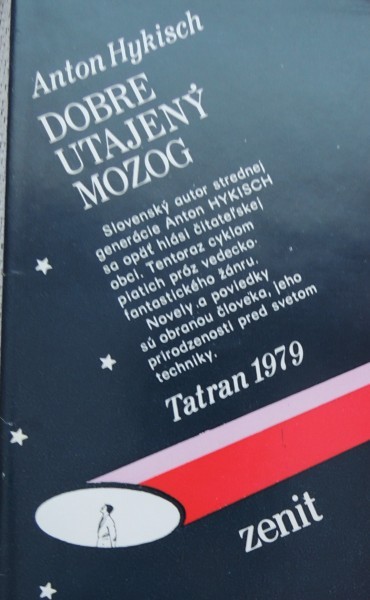 Anton Hykisch
DOBRE
UTAJENÝ
MOZOG
Slovenský autor strednej
generácie Anton HYKISCH
sa opäť hlási čitateľskej
obci. Tentoraz cyklom
piatich próz vedecko-
fantastického žánru.
Novely a poviedky
sú obranou človeka, jeho
prirodzenosti pred svetom
techniky.
Tatran 1979
zenit